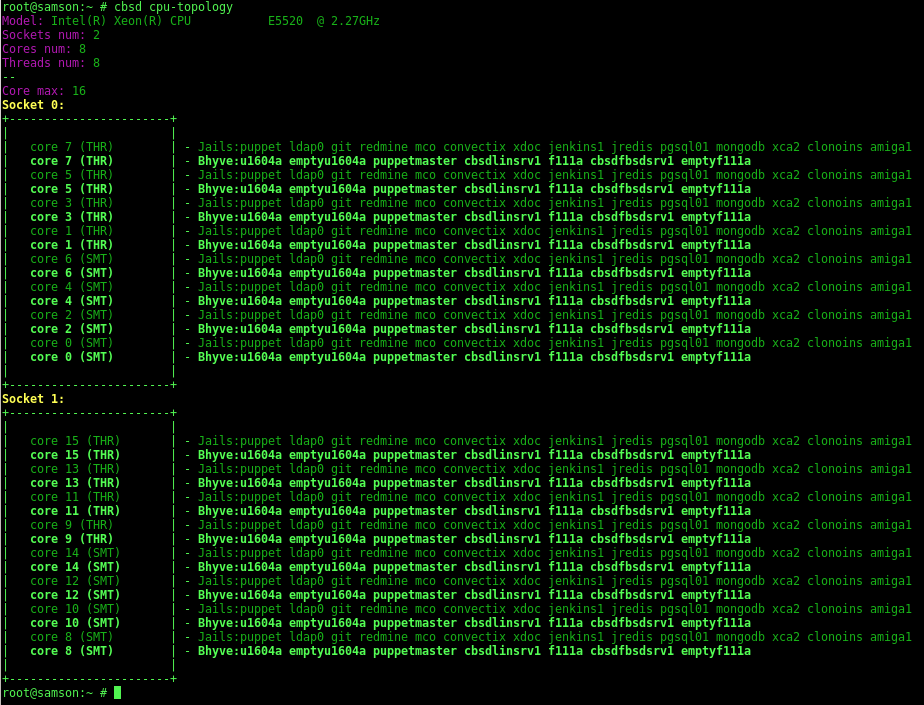 root@samson:~ # cbsd cpu-topology
Model: Intel(R) Xeon(R) CPU           E5520  @ 2.27GHz
Sockets num: 2
Cores num: 8
Threads num: 8
--
Core max: 16
Socket 0:
+-----------------------+
|                       |
|   core 7 (THR)        | - Jails:puppet ldap0 git redmine mco convectix xdoc jenkins1 jredis pgsql01 mongodb xca2 clonoins amiga1
|   core 7 (THR)        | - Bhyve:u1604a emptyu1604a puppetmaster cbsdlinsrv1 f111a cbsdfbsdsrv1 emptyf111a
|   core 5 (THR)        | - Jails:puppet ldap0 git redmine mco convectix xdoc jenkins1 jredis pgsql01 mongodb xca2 clonoins amiga1
|   core 5 (THR)        | - Bhyve:u1604a emptyu1604a puppetmaster cbsdlinsrv1 f111a cbsdfbsdsrv1 emptyf111a
|   core 3 (THR)        | - Jails:puppet ldap0 git redmine mco convectix xdoc jenkins1 jredis pgsql01 mongodb xca2 clonoins amiga1
|   core 3 (THR)        | - Bhyve:u1604a emptyu1604a puppetmaster cbsdlinsrv1 f111a cbsdfbsdsrv1 emptyf111a
|   core 1 (THR)        | - Jails:puppet ldap0 git redmine mco convectix xdoc jenkins1 jredis pgsql01 mongodb xca2 clonoins amiga1
|   core 1 (THR)        | - Bhyve:u1604a emptyu1604a puppetmaster cbsdlinsrv1 f111a cbsdfbsdsrv1 emptyf111a
|   core 6 (SMT)        | - Jails:puppet ldap0 git redmine mco convectix xdoc jenkins1 jredis pgsql01 mongodb xca2 clonoins amiga1
|   core 6 (SMT)        | - Bhyve:u1604a emptyu1604a puppetmaster cbsdlinsrv1 f111a cbsdfbsdsrv1 emptyf111a
|   core 4 (SMT)        | - Jails:puppet ldap0 git redmine mco convectix xdoc jenkins1 jredis pgsql01 mongodb xca2 clonoins amiga1
|   core 4 (SMT)        | - Bhyve:u1604a emptyu1604a puppetmaster cbsdlinsrv1 f111a cbsdfbsdsrv1 emptyf111a
|   core 2 (SMT)        | - Jails:puppet ldap0 git redmine mco convectix xdoc jenkins1 jredis pgsql01 mongodb xca2 clonoins amiga1
|   core 2 (SMT)        | - Bhyve:u1604a emptyu1604a puppetmaster cbsdlinsrv1 f111a cbsdfbsdsrv1 emptyf111a
|   core 0 (SMT)        | - Jails:puppet ldap0 git redmine mco convectix xdoc jenkins1 jredis pgsql01 mongodb xca2 clonoins amiga1
|   core 0 (SMT)        | - Bhyve:u1604a emptyu1604a puppetmaster cbsdlinsrv1 f111a cbsdfbsdsrv1 emptyf111a
|                       |
+-----------------------+
Socket 1:
+-----------------------+
|                       |
|   core 15 (THR)       | - Jails:puppet ldap0 git redmine mco convectix xdoc jenkins1 jredis pgsql01 mongodb xca2 clonoins amiga1
|   core 15 (THR)       | - Bhyve:u1604a emptyu1604a puppetmaster cbsdlinsrv1 f111a cbsdfbsdsrv1 emptyf111a
|   core 13 (THR)       | - Jails:puppet ldap0 git redmine mco convectix xdoc jenkins1 jredis pgsql01 mongodb xca2 clonoins amiga1
|   core 13 (THR)       | - Bhyve:u1604a emptyu1604a puppetmaster cbsdlinsrv1 f111a cbsdfbsdsrv1 emptyf111a
|   core 11 (THR)       | - Jails:puppet ldap0 git redmine mco convectix xdoc jenkins1 jredis pgsql01 mongodb xca2 clonoins amiga1
|   core 11 (THR)       | - Bhyve:u1604a emptyu1604a puppetmaster cbsdlinsrv1 f111a cbsdfbsdsrv1 emptyf111a
|   core 9 (THR)        | - Jails:puppet ldap0 git redmine mco convectix xdoc jenkins1 jredis pgsql01 mongodb xca2 clonoins amiga1
|   core 9 (THR)        | - Bhyve:u1604a emptyu1604a puppetmaster cbsdlinsrv1 f111a cbsdfbsdsrv1 emptyf111a
|   core 14 (SMT)       | - Jails:puppet ldap0 git redmine mco convectix xdoc jenkins1 jredis pgsql01 mongodb xca2 clonoins amiga1
|   core 14 (SMT)       | - Bhyve:u1604a emptyu1604a puppetmaster cbsdlinsrv1 f111a cbsdfbsdsrv1 emptyf111a
|   core 12 (SMT)       | - Jails:puppet ldap0 git redmine mco convectix xdoc jenkins1 jredis pgsql01 mongodb xca2 clonoins amiga1
|   core 12 (SMT)       | - Bhyve:u1604a emptyu1604a puppetmaster cbsdlinsrv1 f111a cbsdfbsdsrv1 emptyf111a
|   core 10 (SMT)       | - Jails:puppet ldap0 git redmine mco convectix xdoc jenkins1 jredis pgsql01 mongodb xca2 clonoins amiga1
|   core 10 (SMT)       | - Bhyve:u1604a emptyu1604a puppetmaster cbsdlinsrv1 f111a cbsdfbsdsrv1 emptyf111a
|   core 8 (SMT)        | - Jails:puppet ldap0 git redmine mco convectix xdoc jenkins1 jredis pgsql01 mongodb xca2 clonoins amiga1
|   core 8 (SMT)        | - Bhyve:u1604a emptyu1604a puppetmaster cbsdlinsrv1 f111a cbsdfbsdsrv1 emptyf111a
|                       |
+-----------------------+
root@samson:~ #